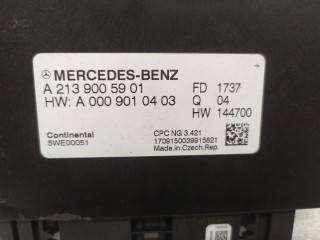 MERCEDES-BENZ
A 213 900 59 01 FD 1737
HW: A 000 901 04 03 Q 04
HW 144700
Continental CPC NG 3.421
5WE00051 1709150039915821
Made.in.Czech.Rep.